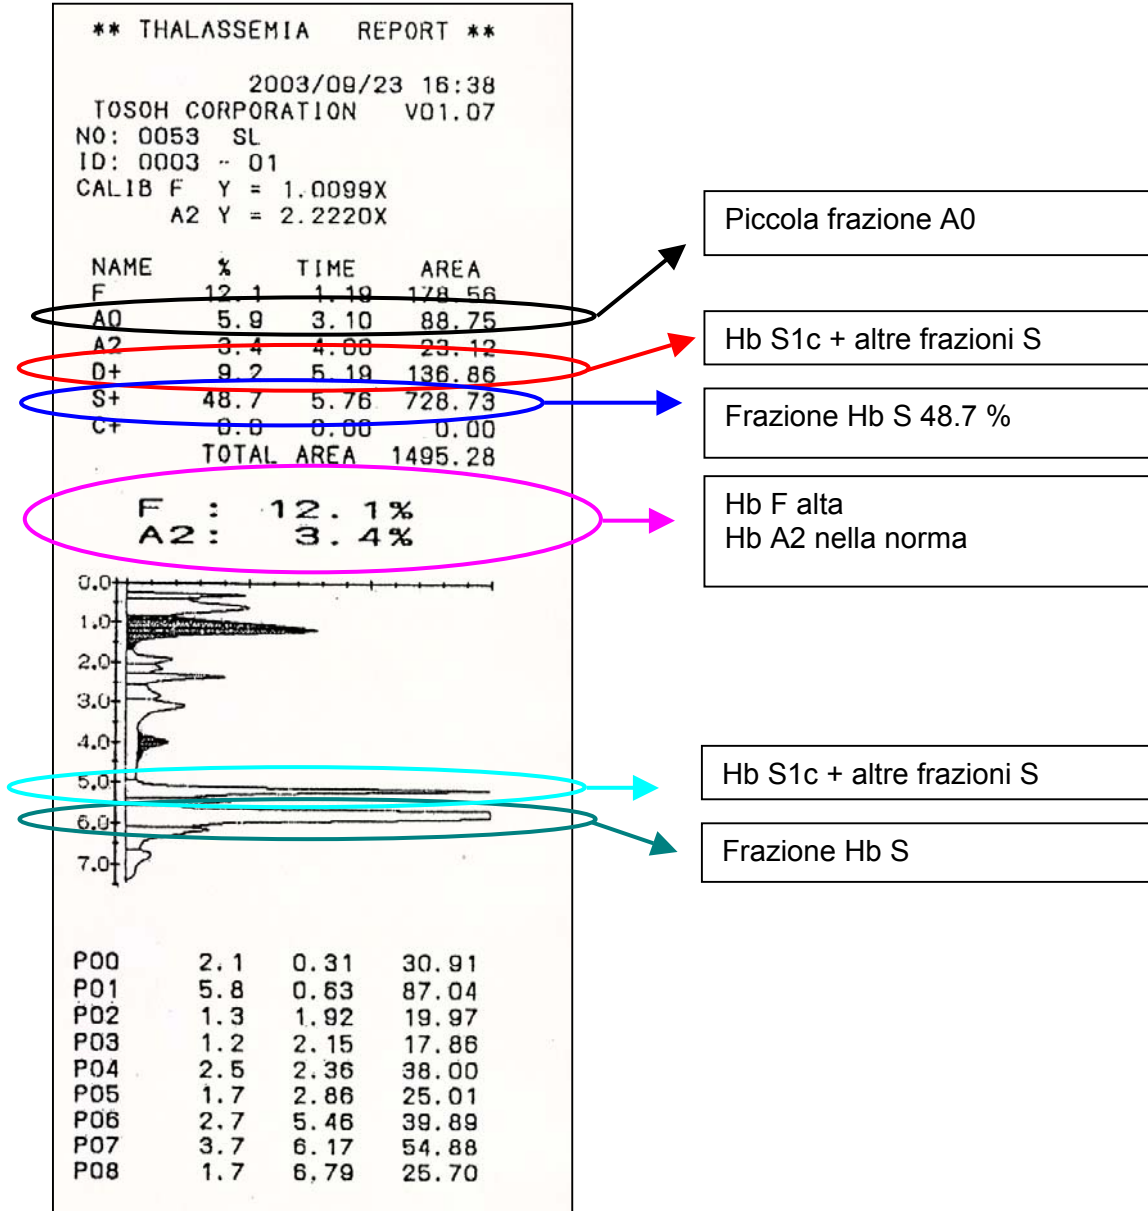 ** THALASSEMIA REPORT **
2003/09/23 16:38
TOSOH CORPORATION V01.07
NO: 0053 SL
ID: 0003 - 01
CALIB F Y = 1.0099X
A2 Y = 2.2220X
NAME % TIME AREA
F 12.1 1.19 178.56
A0 5.9 3.10 88.75
A2 3.4 4.00 23.12
D+ 9.2 5.19 136.86
S+ 48.7 5.76 728.73
C+ 0.0 0.00 0.00
TOTAL AREA 1495.28
F : 12.1%
A2: 3.4%
Piccola frazione A0
Hb S1c + altre frazioni S
Frazione Hb S 48.7 %
Hb F alta
Hb A2 nella norma
0.0
1.0
2.0
3.0
4.0
5.0
6.0
7.0
Hb S1c + altre frazioni S
Frazione Hb S
P00 2.1 0.31 30.91
P01 5.8 0.63 87.04
P02 1.3 1.92 19.97
P03 1.2 2.15 17.86
P04 2.5 2.36 38.00
P05 1.7 2.86 25.01
P06 2.7 5.46 39.89
P07 3.7 6.17 54.88
P08 1.7 6.79 25.70